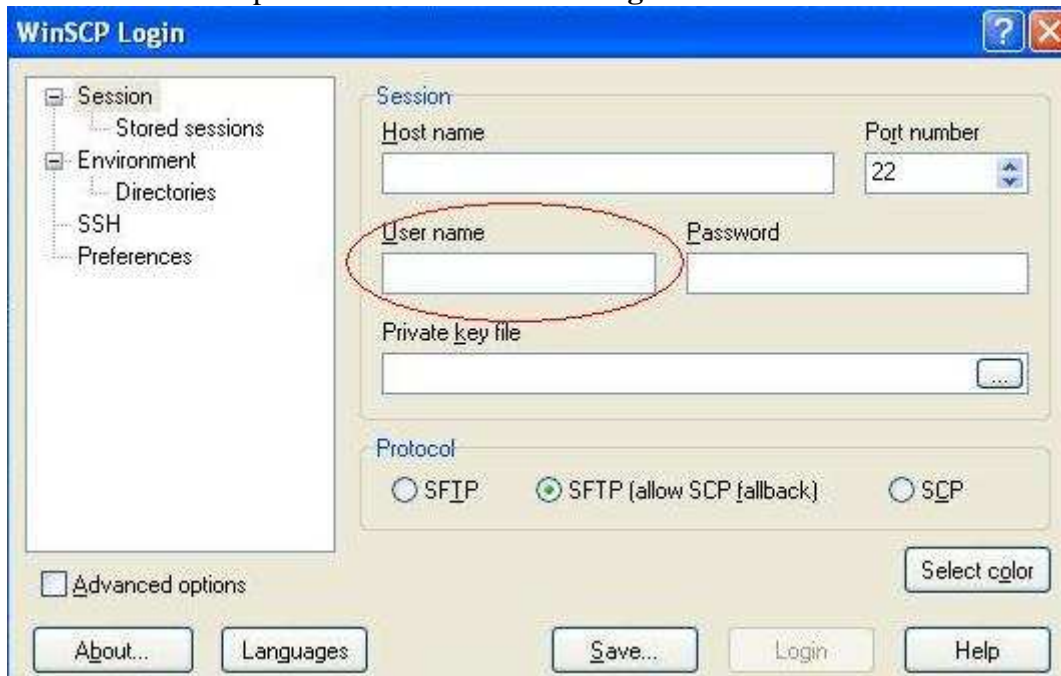 WinSCP Login
Session
Stored sessions
Environment
Directories
SSH
Preferences
Session
Host name
Port number
22
User name
Password
Private key file
...
Protocol
SFTP
SFTP (allow SCP fallback)
SCP
Advanced options
Select color
About...
Languages
Save...
Login
Help